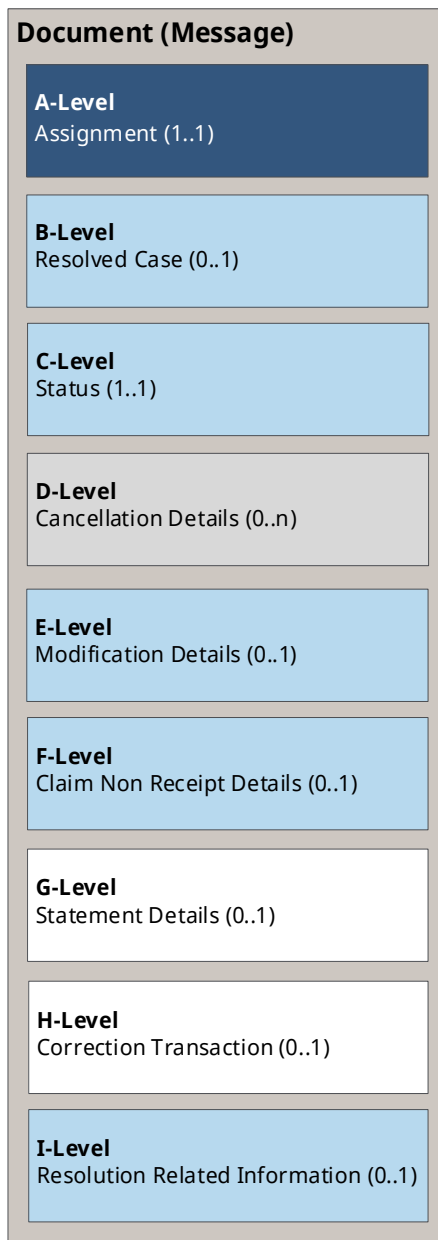 Document (Message)
A-Level
Assignment (1..1)
B-Level
Resolved Case (0..1)
C-Level
Status (1..1)
D-Level
Cancellation Details (0..n)
E-Level
Modification Details (0..1)
F-Level
Claim Non Receipt Details (0..1)
G-Level
Statement Details (0..1)
H-Level
Correction Transaction (0..1)
I-Level
Resolution Related Information (0..1)